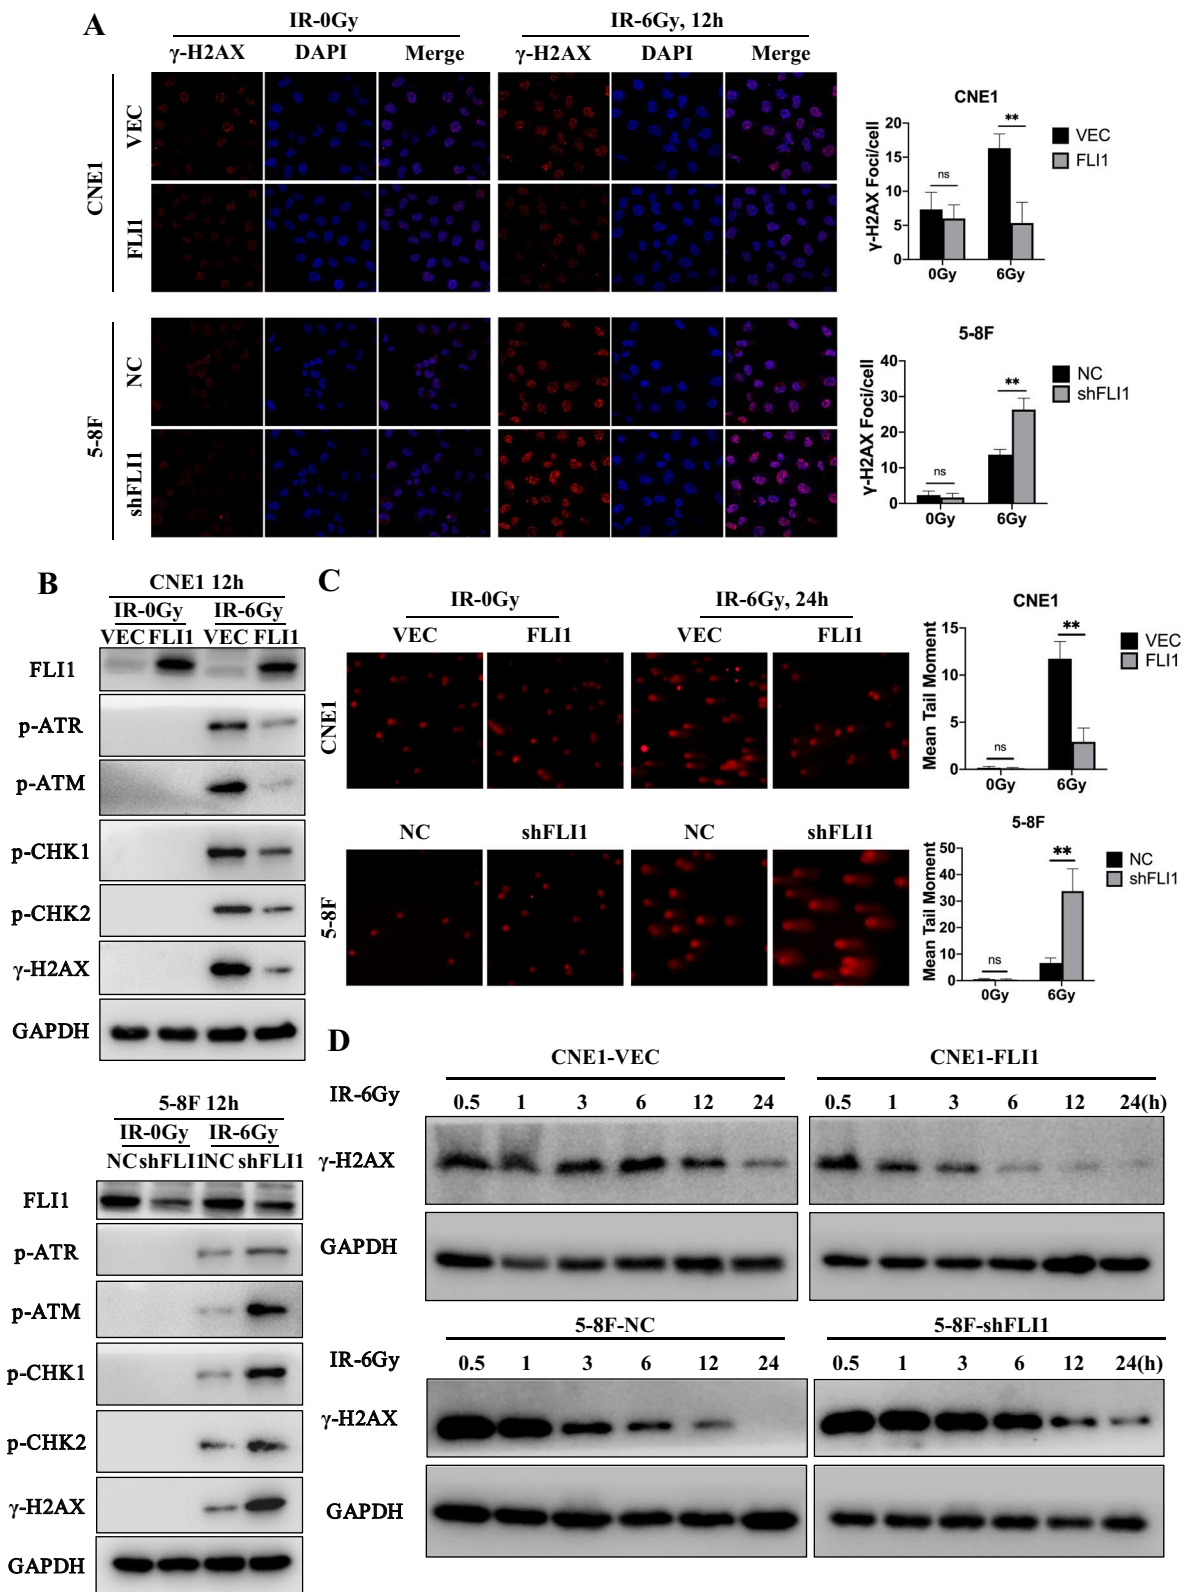 A
IR-0Gy
IR-6Gy, 12h
γ-H2AX DAPI Merge γ-H2AX DAPI Merge
CNE1
VEC
FLI1
5-8F
NC
shFLI1
CNE1
γ-H2AX Foci/cell
20
15
10
5
0
ns
**
0Gy 6Gy
VEC
FLI1
5-8F
γ-H2AX Foci/cell
40
30
20
10
0
ns
**
0Gy 6Gy
NC
shFLI1
B
CNE1 12h
IR-0Gy IR-6Gy
VEC FLI1 VEC FLI1
FLI1
p-ATR
p-ATM
p-CHK1
p-CHK2
γ-H2AX
GAPDH
5-8F 12h
IR-0Gy IR-6Gy
NC shFLI1 NC shFLI1
FLI1
p-ATR
p-ATM
p-CHK1
p-CHK2
γ-H2AX
GAPDH
C
IR-0Gy
IR-6Gy, 24h
VEC FLI1 VEC FLI1
CNE1
NC shFLI1 NC shFLI1
5-8F
CNE1
Mean Tail Moment
15
10
5
0
ns
**
0Gy 6Gy
VEC
FLI1
5-8F
Mean Tail Moment
50
40
30
20
10
0
ns
**
0Gy 6Gy
NC
shFLI1
D
CNE1-VEC
CNE1-FLI1
IR-6Gy 0.5 1 3 6 12 24 0.5 1 3 6 12 24(h)
γ-H2AX
GAPDH
5-8F-NC
5-8F-shFLI1
IR-6Gy 0.5 1 3 6 12 24 0.5 1 3 6 12 24(h)
γ-H2AX
GAPDH